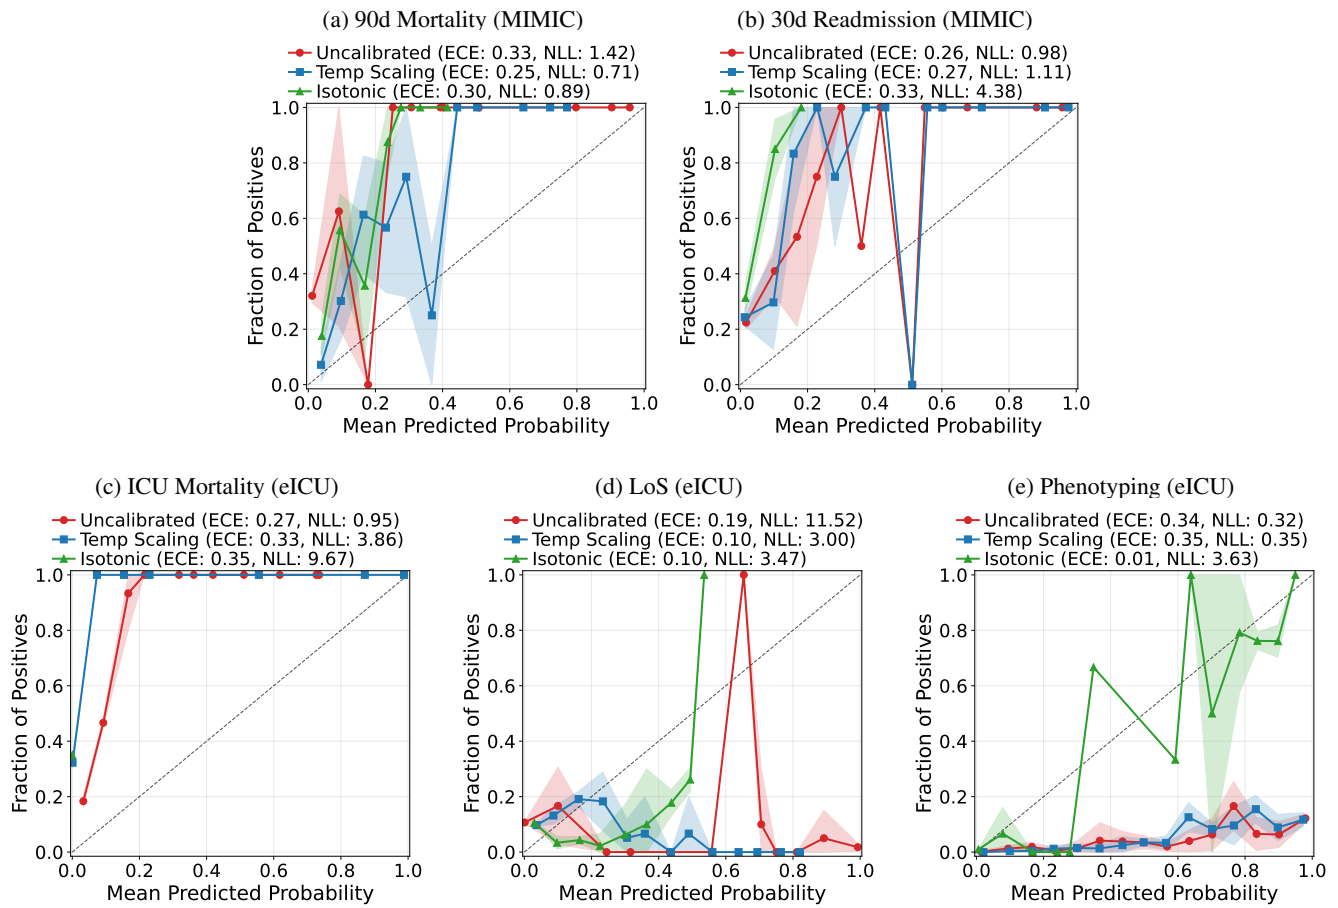 (a) 90d Mortality (MIMIC)
Uncalibrated (ECE: 0.33, NLL: 1.42)
Temp Scaling (ECE: 0.25, NLL: 0.71)
Isotonic (ECE: 0.30, NLL: 0.89)
1.0
0.8
0.6
0.4
0.2
0.0
Fraction of Positives
0.0 0.2 0.4 0.6 0.8 1.0
Mean Predicted Probability
(b) 30d Readmission (MIMIC)
Uncalibrated (ECE: 0.26, NLL: 0.98)
Temp Scaling (ECE: 0.27, NLL: 1.11)
Isotonic (ECE: 0.33, NLL: 4.38)
1.0
0.8
0.6
0.4
0.2
0.0
Fraction of Positives
0.0 0.2 0.4 0.6 0.8 1.0
Mean Predicted Probability
(c) ICU Mortality (eICU)
Uncalibrated (ECE: 0.27, NLL: 0.95)
Temp Scaling (ECE: 0.33, NLL: 3.86)
Isotonic (ECE: 0.35, NLL: 9.67)
1.0
0.8
0.6
0.4
0.2
0.0
Fraction of Positives
0.0 0.2 0.4 0.6 0.8 1.0
Mean Predicted Probability
(d) LoS (eICU)
Uncalibrated (ECE: 0.19, NLL: 11.52)
Temp Scaling (ECE: 0.10, NLL: 3.00)
Isotonic (ECE: 0.10, NLL: 3.47)
1.0
0.8
0.6
0.4
0.2
0.0
Fraction of Positives
0.0 0.2 0.4 0.6 0.8 1.0
Mean Predicted Probability
(e) Phenotyping (eICU)
Uncalibrated (ECE: 0.34, NLL: 0.32)
Temp Scaling (ECE: 0.35, NLL: 0.35)
Isotonic (ECE: 0.01, NLL: 3.63)
1.0
0.8
0.6
0.4
0.2
0.0
Fraction of Positives
0.0 0.2 0.4 0.6 0.8 1.0
Mean Predicted Probability